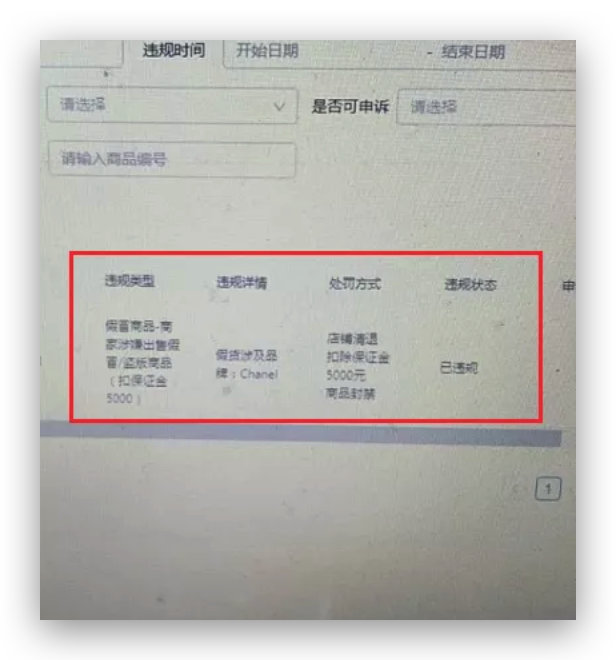 违规时间 开始日期 - 结束日期
请选择 是否可申诉 请选择
请输入商品编号
违规类型 违规详情 处罚方式 违规状态 申
假冒商品-商
家涉嫌出售假
冒/盗版商品
(扣保证金
5000)
假货涉及品
牌:Chanel
店铺清退
扣除保证金
5000元
商品封禁
已违规
1